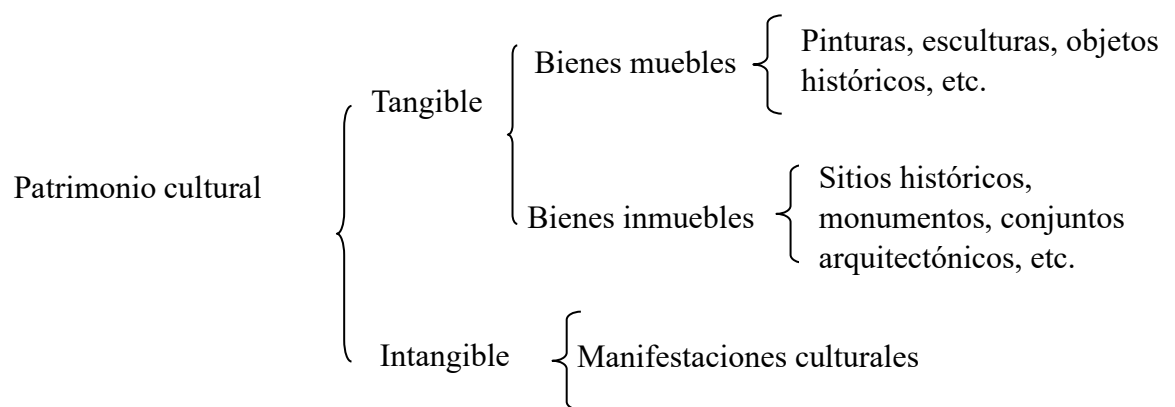 Patrimonio cultural
Tangible
Bienes muebles
Pinturas, esculturas, objetos
históricos, etc.
Bienes inmuebles
Sitios históricos,
monumentos, conjuntos
arquitectónicos, etc.
Intangible
Manifestaciones culturales